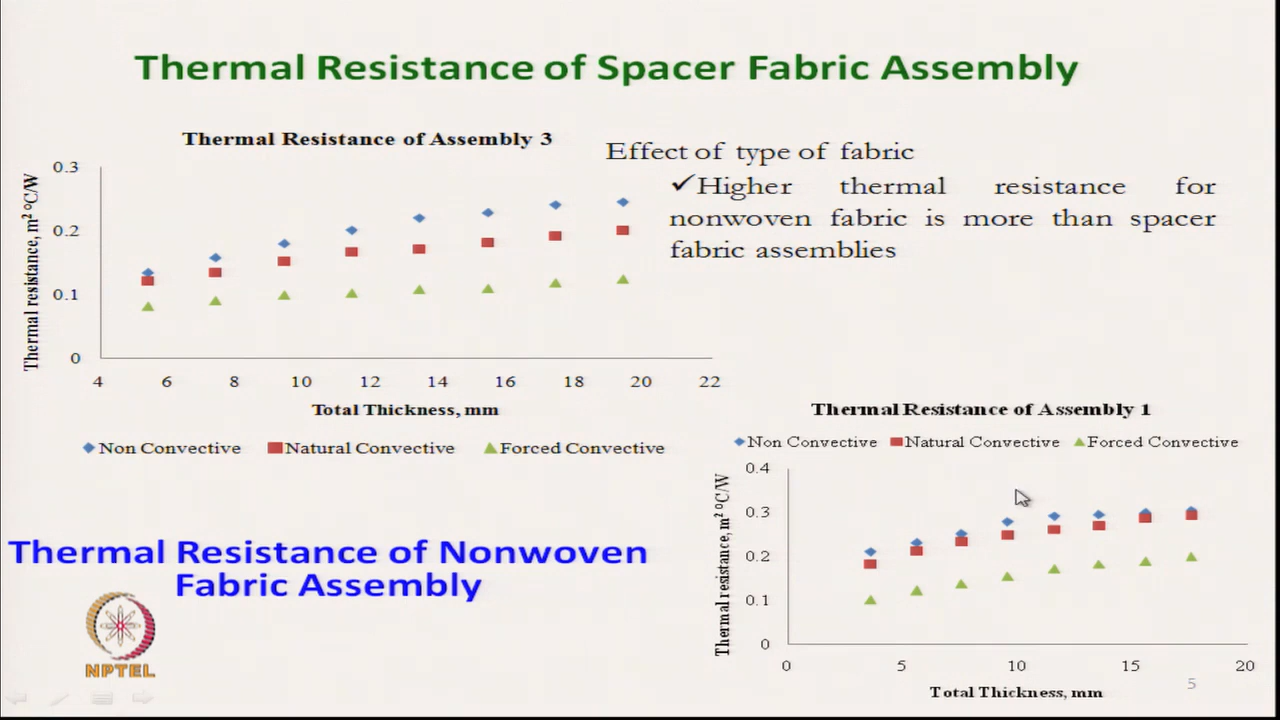 Thermal Resistance of Spacer Fabric Assembly
Thermal Resistance of Assembly 3
Thermal resistance, m² °C/W
0.3
0.2
0.1
0
4 6 8 10 12 14 16 18 20 22
Total Thickness, mm
Non Convective Natural Convective Forced Convective
Effect of type of fabric
✓Higher thermal resistance for
nonwoven fabric is more than spacer
fabric assemblies
Thermal Resistance of Nonwoven
Fabric Assembly
NPTEL
Thermal Resistance of Assembly 1
Non Convective Natural Convective Forced Convective
Thermal resistance, m² °C/W
0.4
0.3
0.2
0.1
0
0 5 10 15 20
Total Thickness, mm
5